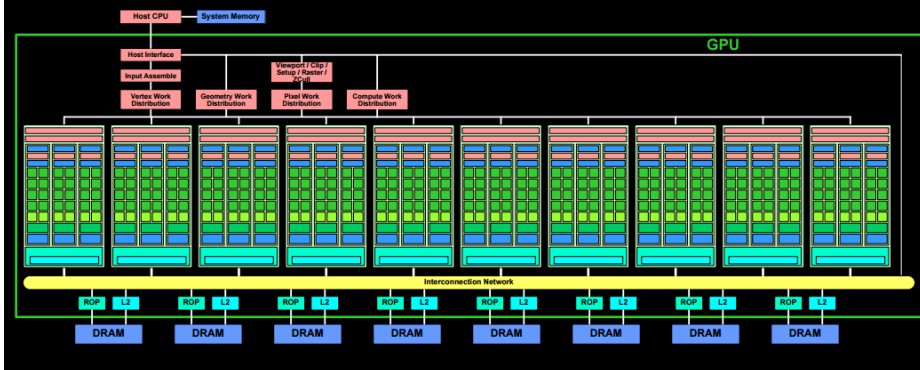 Host CPU
System Memory
GPU
Host Interface
Viewport / Clip /
Setup / Raster /
ZCull
Input Assemble
Vertex Work
Distribution
Geometry Work
Distribution
Pixel Work
Distribution
Compute Work
Distribution
Interconnection Network
ROP L2 ROP L2 ROP L2 ROP L2 ROP L2 ROP L2 ROP L2 ROP L2
DRAM DRAM DRAM DRAM DRAM DRAM DRAM DRAM